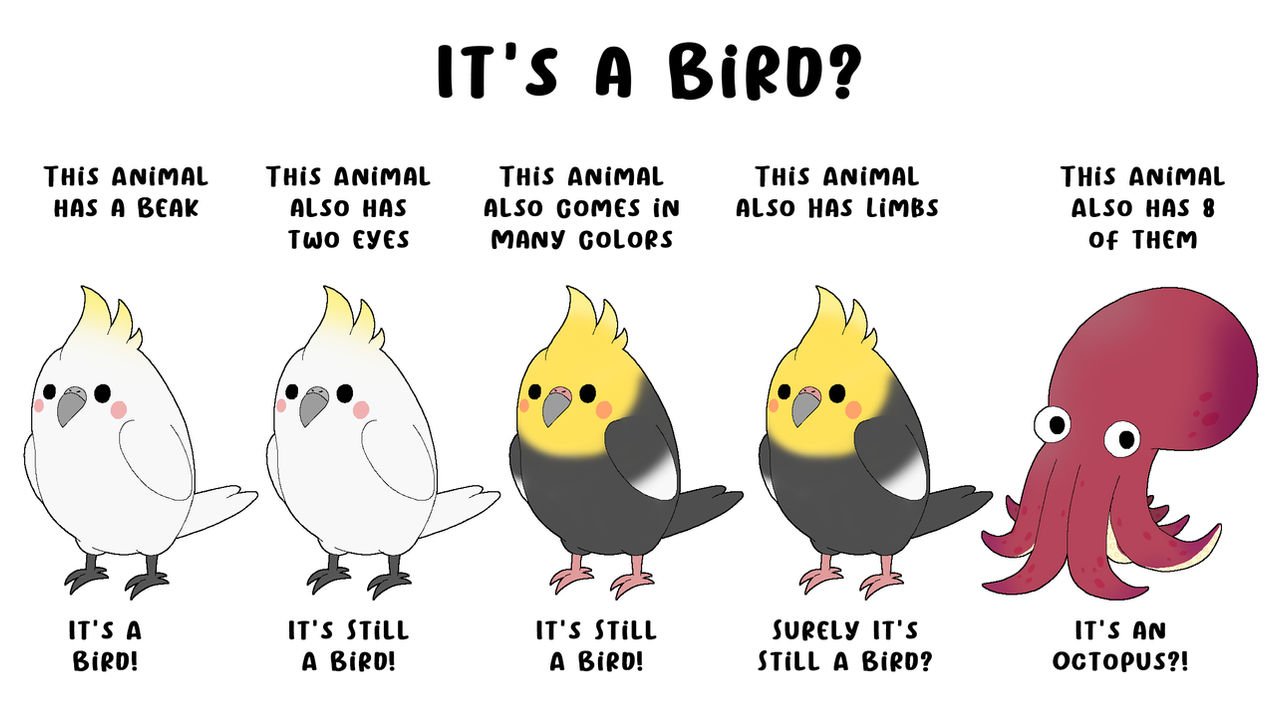 IT'S A BIRD?
THIS ANIMAL
HAS A BEAK
THIS ANIMAL
ALSO HAS
TWO EYES
THIS ANIMAL
ALSO COMES IN
MANY COLORS
THIS ANIMAL
ALSO HAS LIMBS
THIS ANIMAL
ALSO HAS 8
OF THEM
IT'S A
BIRD!
IT'S STILL
A BIRD!
IT'S STILL
A BIRD!
SURELY IT'S
STILL A BIRD?
IT'S AN
OCTOPUS?!